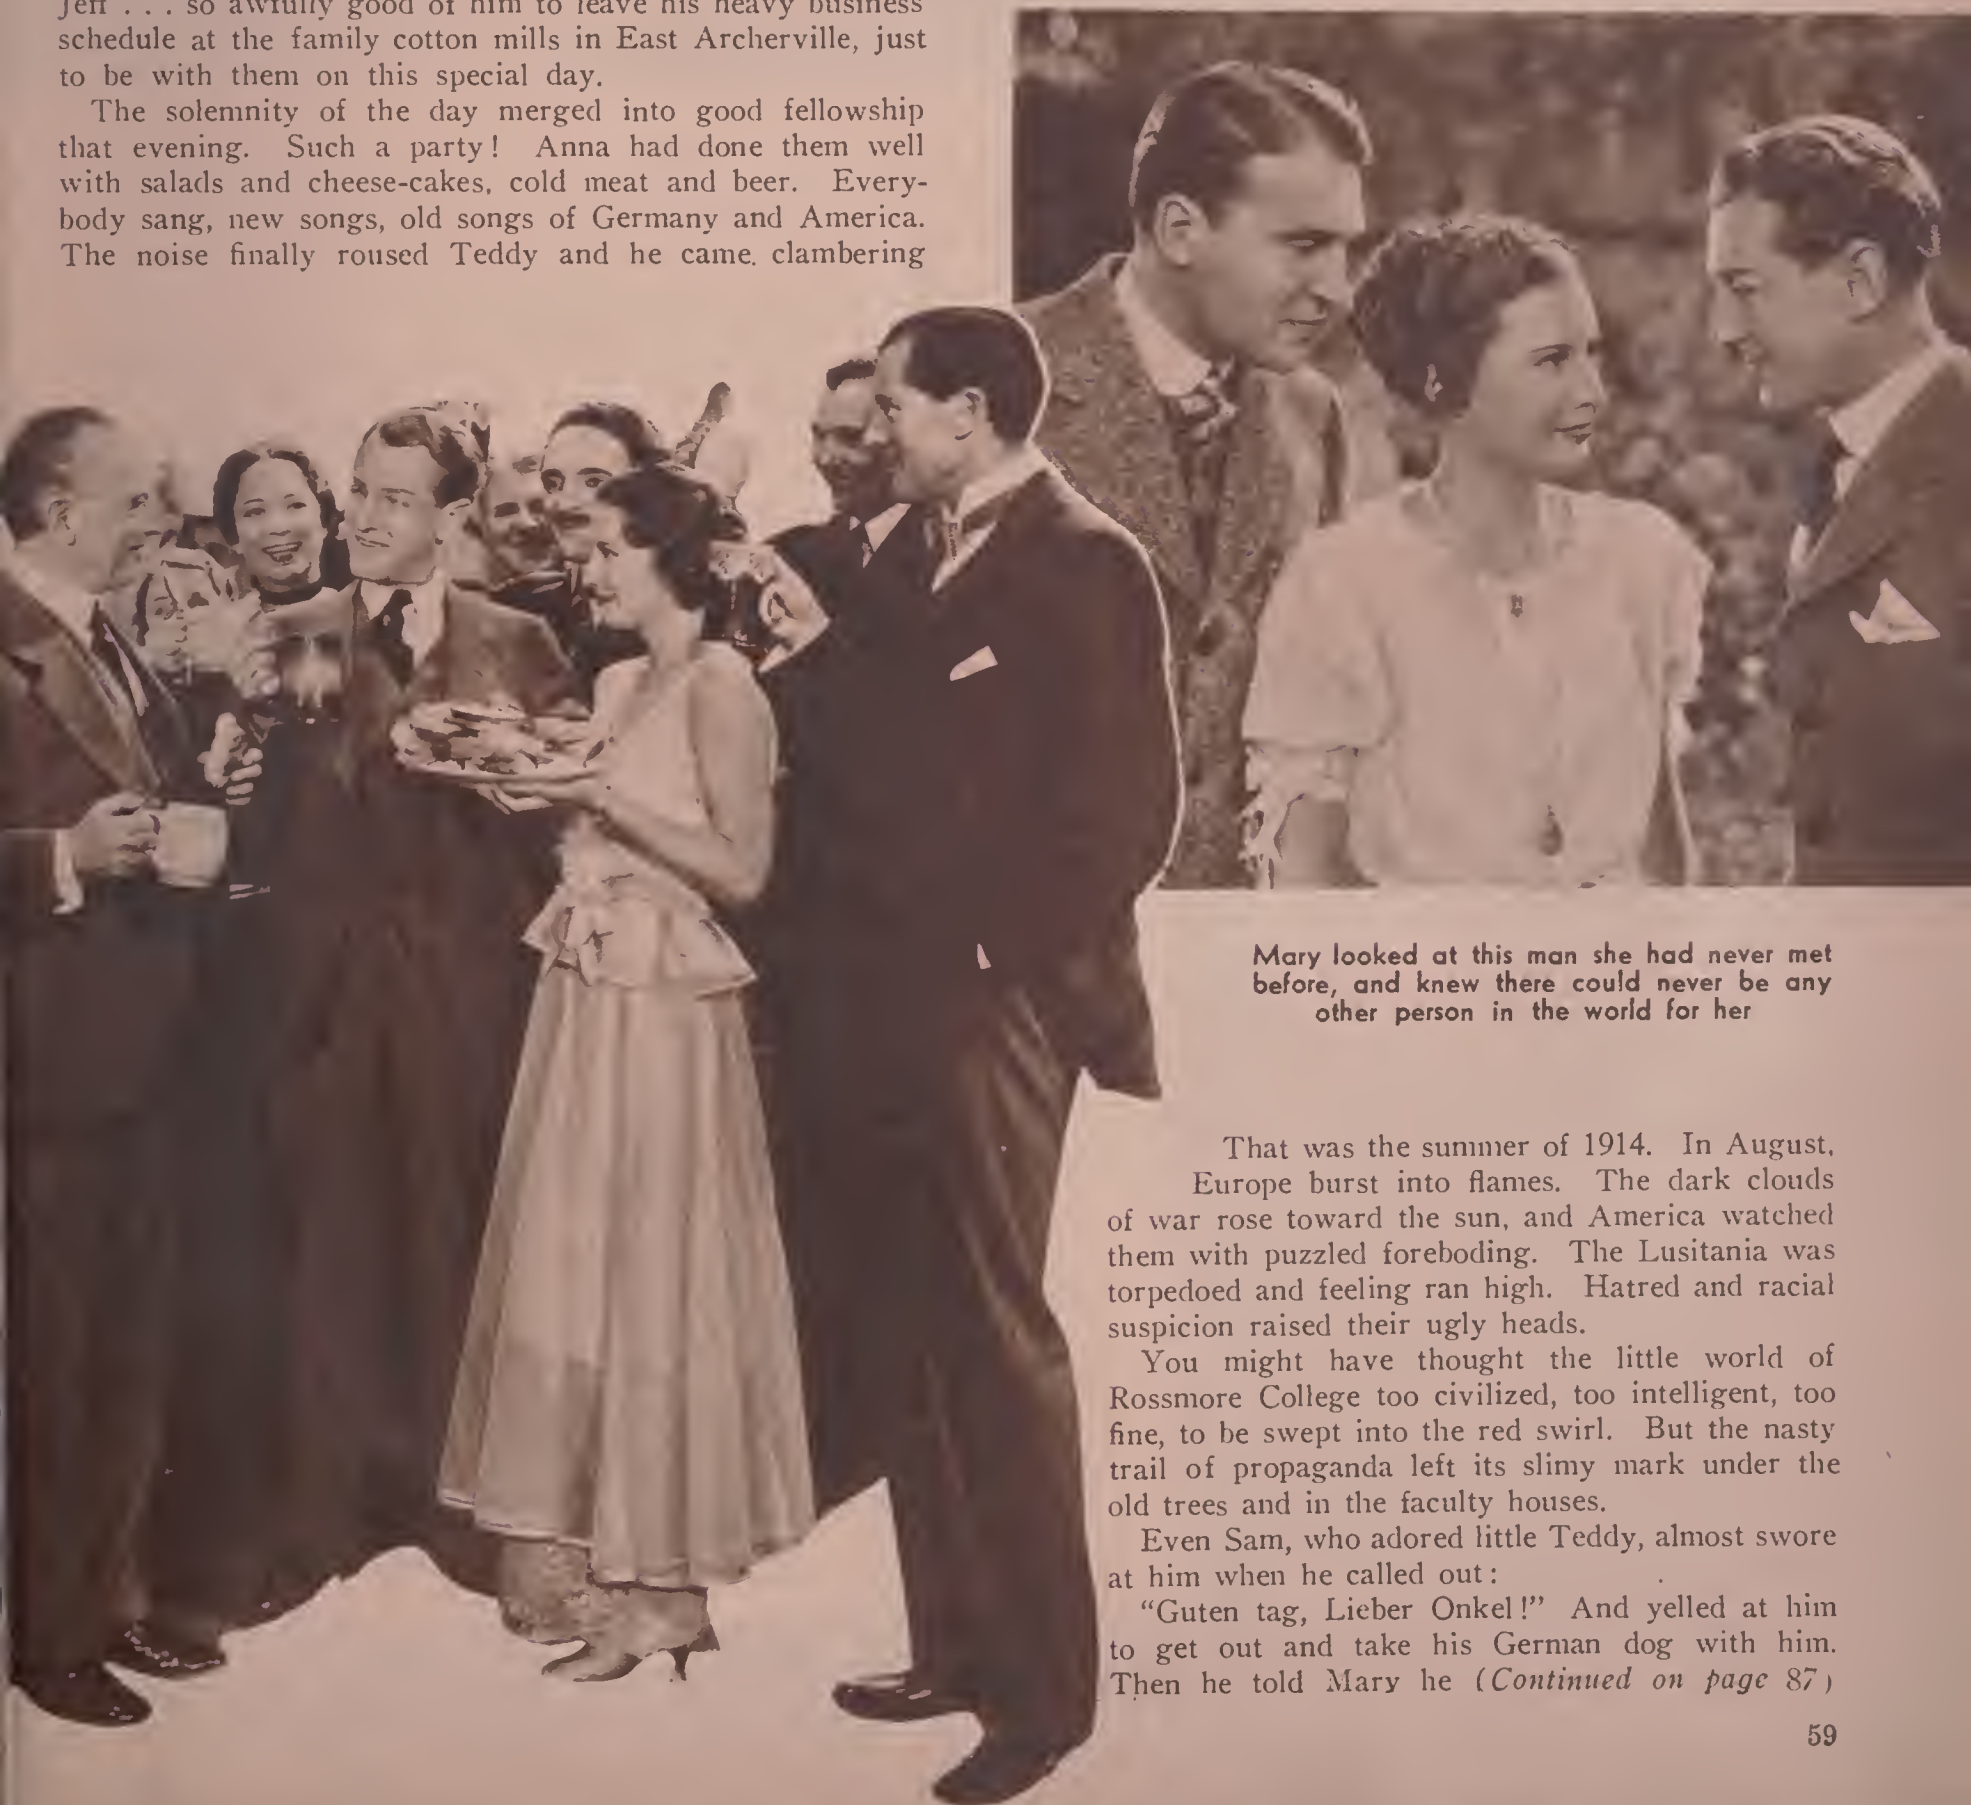 Jeff . . . so awfully good of him to leave his heavy business
schedule at the family cotton mills in East Archerville, just
to be with them on this special day.
The solemnity of the day merged into good fellowship
that evening. Such a party! Anna had done them well
with salads and cheese-cakes, cold meat and beer. Every-
body sang, new songs, old songs of Germany and America.
The noise finally roused Teddy and he came. clambering
Mary looked at this man she had never met
before, and knew there could never be any
other person in the world for her
That was the summer of 1914. In August,
Europe burst into flames. The dark clouds
of war rose toward the sun, and America watched
them with puzzled foreboding. The Lusitania was
torpedoed and feeling ran high. Hatred and racial
suspicion raised their ugly heads.
You might have thought the little world of
Rossmore College too civilized, too intelligent, too
fine, to be swept into the red swirl. But the nasty
trail of propaganda left its slimy mark under the
old trees and in the faculty houses.
Even Sam, who adored little Teddy, almost swore
at him when he called out:
"Guten tag, Lieber Onkel!" And yelled at him
to get out and take his German dog with him.
Then he told Mary he (Continued on page 87)
59